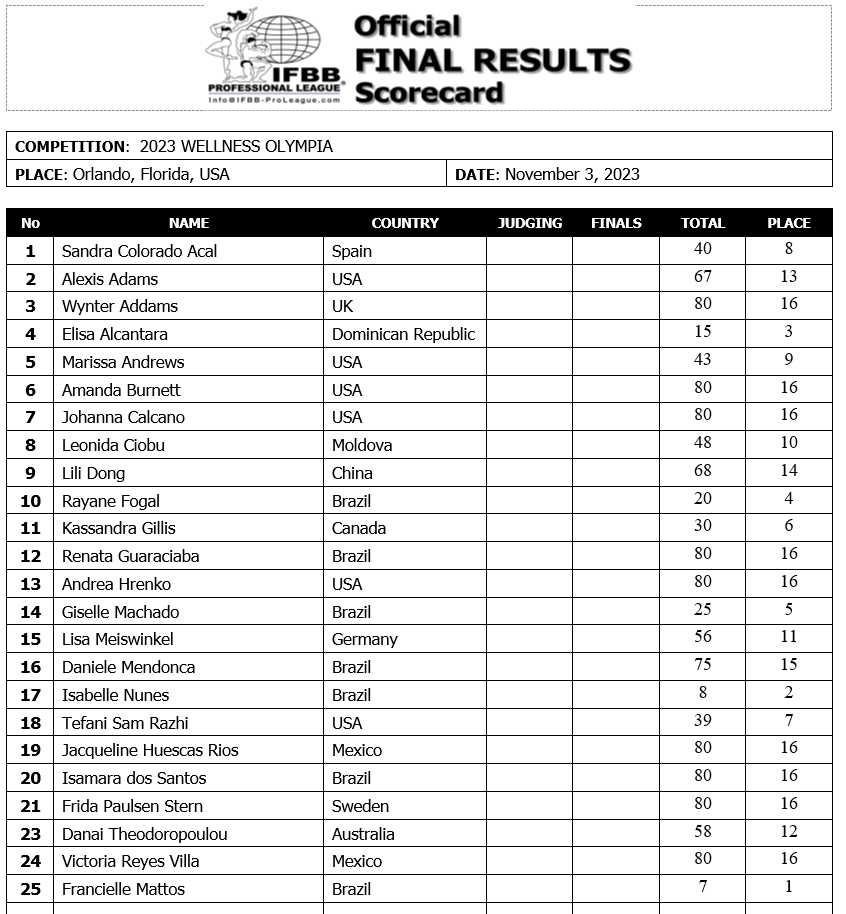 Official
FINAL RESULTS
Scorecard
IFBB
PROFESSIONAL LEAGUE®
Info@IFBB-ProLeague.com
COMPETITION: 2023 WELLNESS OLYMPIA
PLACE: Orlando, Florida, USA DATE: November 3, 2023
No NAME COUNTRY JUDGING FINALS TOTAL PLACE
1 Sandra Colorado Acal Spain 40 8
2 Alexis Adams USA 67 13
3 Wynter Addams UK 80 16
4 Elisa Alcantara Dominican Republic 15 3
5 Marissa Andrews USA 43 9
6 Amanda Burnett USA 80 16
7 Johanna Calcano USA 80 16
8 Leonida Ciobu Moldova 48 10
9 Lili Dong China 68 14
10 Rayane Fogal Brazil 20 4
11 Kassandra Gillis Canada 30 6
12 Renata Guaraciaba Brazil 80 16
13 Andrea Hrenko USA 80 16
14 Giselle Machado Brazil 25 5
15 Lisa Meiswinkel Germany 56 11
16 Daniele Mendonca Brazil 75 15
17 Isabelle Nunes Brazil 8 2
18 Tefani Sam Razhi USA 39 7
19 Jacqueline Huescas Rios Mexico 80 16
20 Isamara dos Santos Brazil 80 16
21 Frida Paulsen Stern Sweden 80 16
23 Danai Theodoropoulou Australia 58 12
24 Victoria Reyes Villa Mexico 80 16
25 Francielle Mattos Brazil 7 1